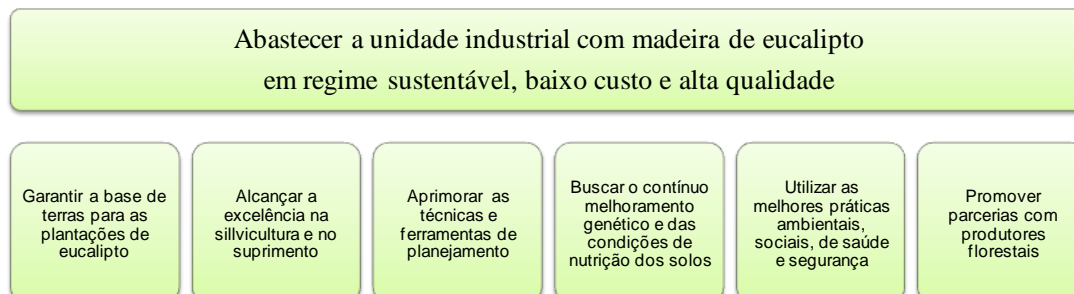 Abastecer a unidade industrial com madeira de eucalipto
em regime sustentável, baixo custo e alta qualidade
Garantir a base de
terras para as
plantações de
eucalipto
Alcançar a
excelência na
sillvicultura e no
suprimento
Aprimorar as
técnicas e
ferramentas de
planejamento
Buscar o contínuo
melhoramento
genético e das
condições de
nutrição dos solos
Utilizar as
melhores práticas
ambientais,
sociais, de saúde
e segurança
Promover
parcerias com
produtores
florestais